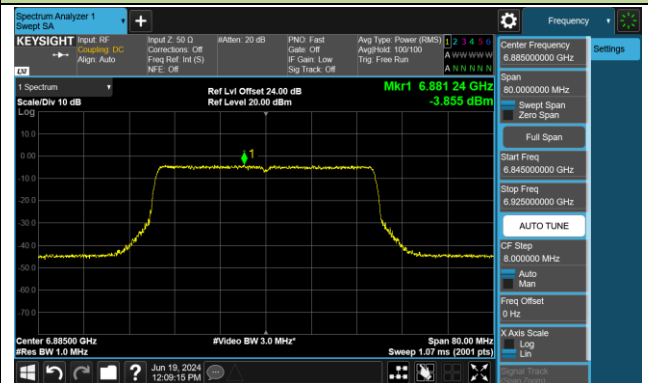 Spectrum Analyzer 1
Swept SA
+
Frequency
KEYSIGHT
Input: RF
Coupling: DC
Align: Auto
Input Z: 50 Ω
Corrections: Off
Freq Ref: Int (S)
NFE: Off
#Atten: 20 dB
PNO: Fast
Gate: Off
IF Gain: Low
Sig Track: Off
Avg Type: Power (RMS)
Avg|Hold: 100/100
Trig: Free Run
1 2 3 4 5 6
A W W W W W
A N N N N N
LXI
1 Spectrum
Scale/Div 10 dB
Log
Ref Lvl Offset 24.00 dB
Ref Level 20.00 dBm
Mkr1 6.881 24 GHz
-3.855 dBm
1
10.0
0.00
-10.0
-20.0
-30.0
-40.0
-50.0
-60.0
-70.0
Center 6.88500 GHz
#Res BW 1.0 MHz
#Video BW 3.0 MHz*
Span 80.00 MHz
Sweep 1.07 ms (2001 pts)
Jun 19, 2024
12:09:15 PM
?
Center Frequency
6.885000000 GHz
Settings
Span
80.0000000 MHz
Swept Span
Zero Span
Full Span
Start Freq
6.845000000 GHz
Stop Freq
6.925000000 GHz
AUTO TUNE
CF Step
8.000000 MHz
Auto
Man
Freq Offset
0 Hz
X Axis Scale
Log
Lin
Signal Track
(Span Zoom)